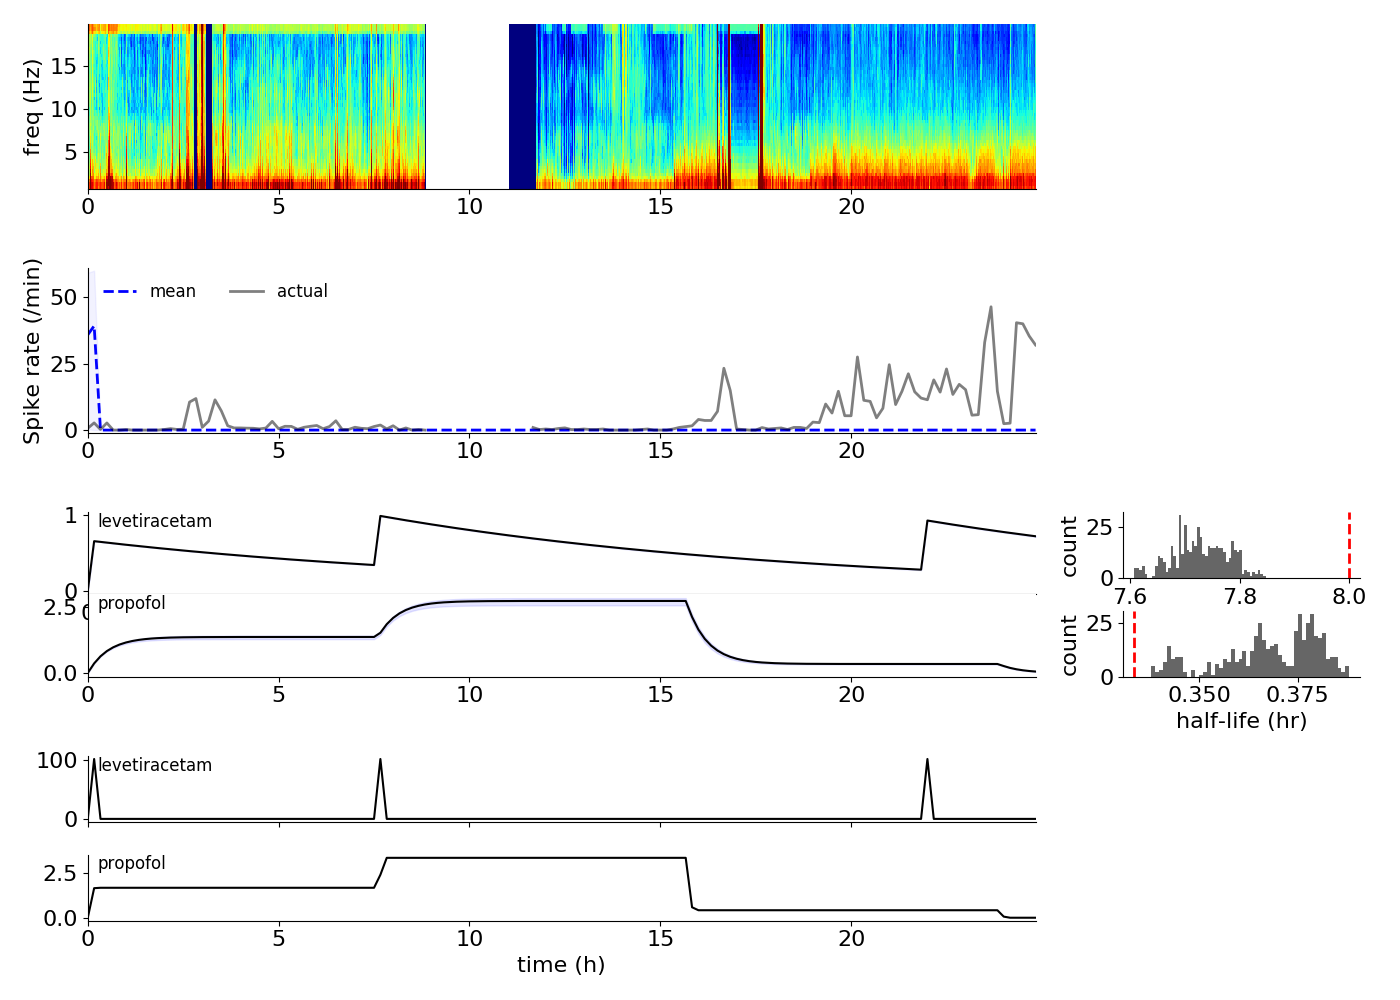 freq (Hz)
15
10
5
0 5 10 15 20
Spike rate (/min)
50
25
0
mean actual
0 5 10 15 20
levetiracetam
1
0
count
25
0
7.6 7.8 8.0
propofol
2.5
0.0
0 5 10 15 20
count
25
0
0.350 0.375
half-life (hr)
levetiracetam
100
0
propofol
2.5
0.0
0 5 10 15 20
time (h)